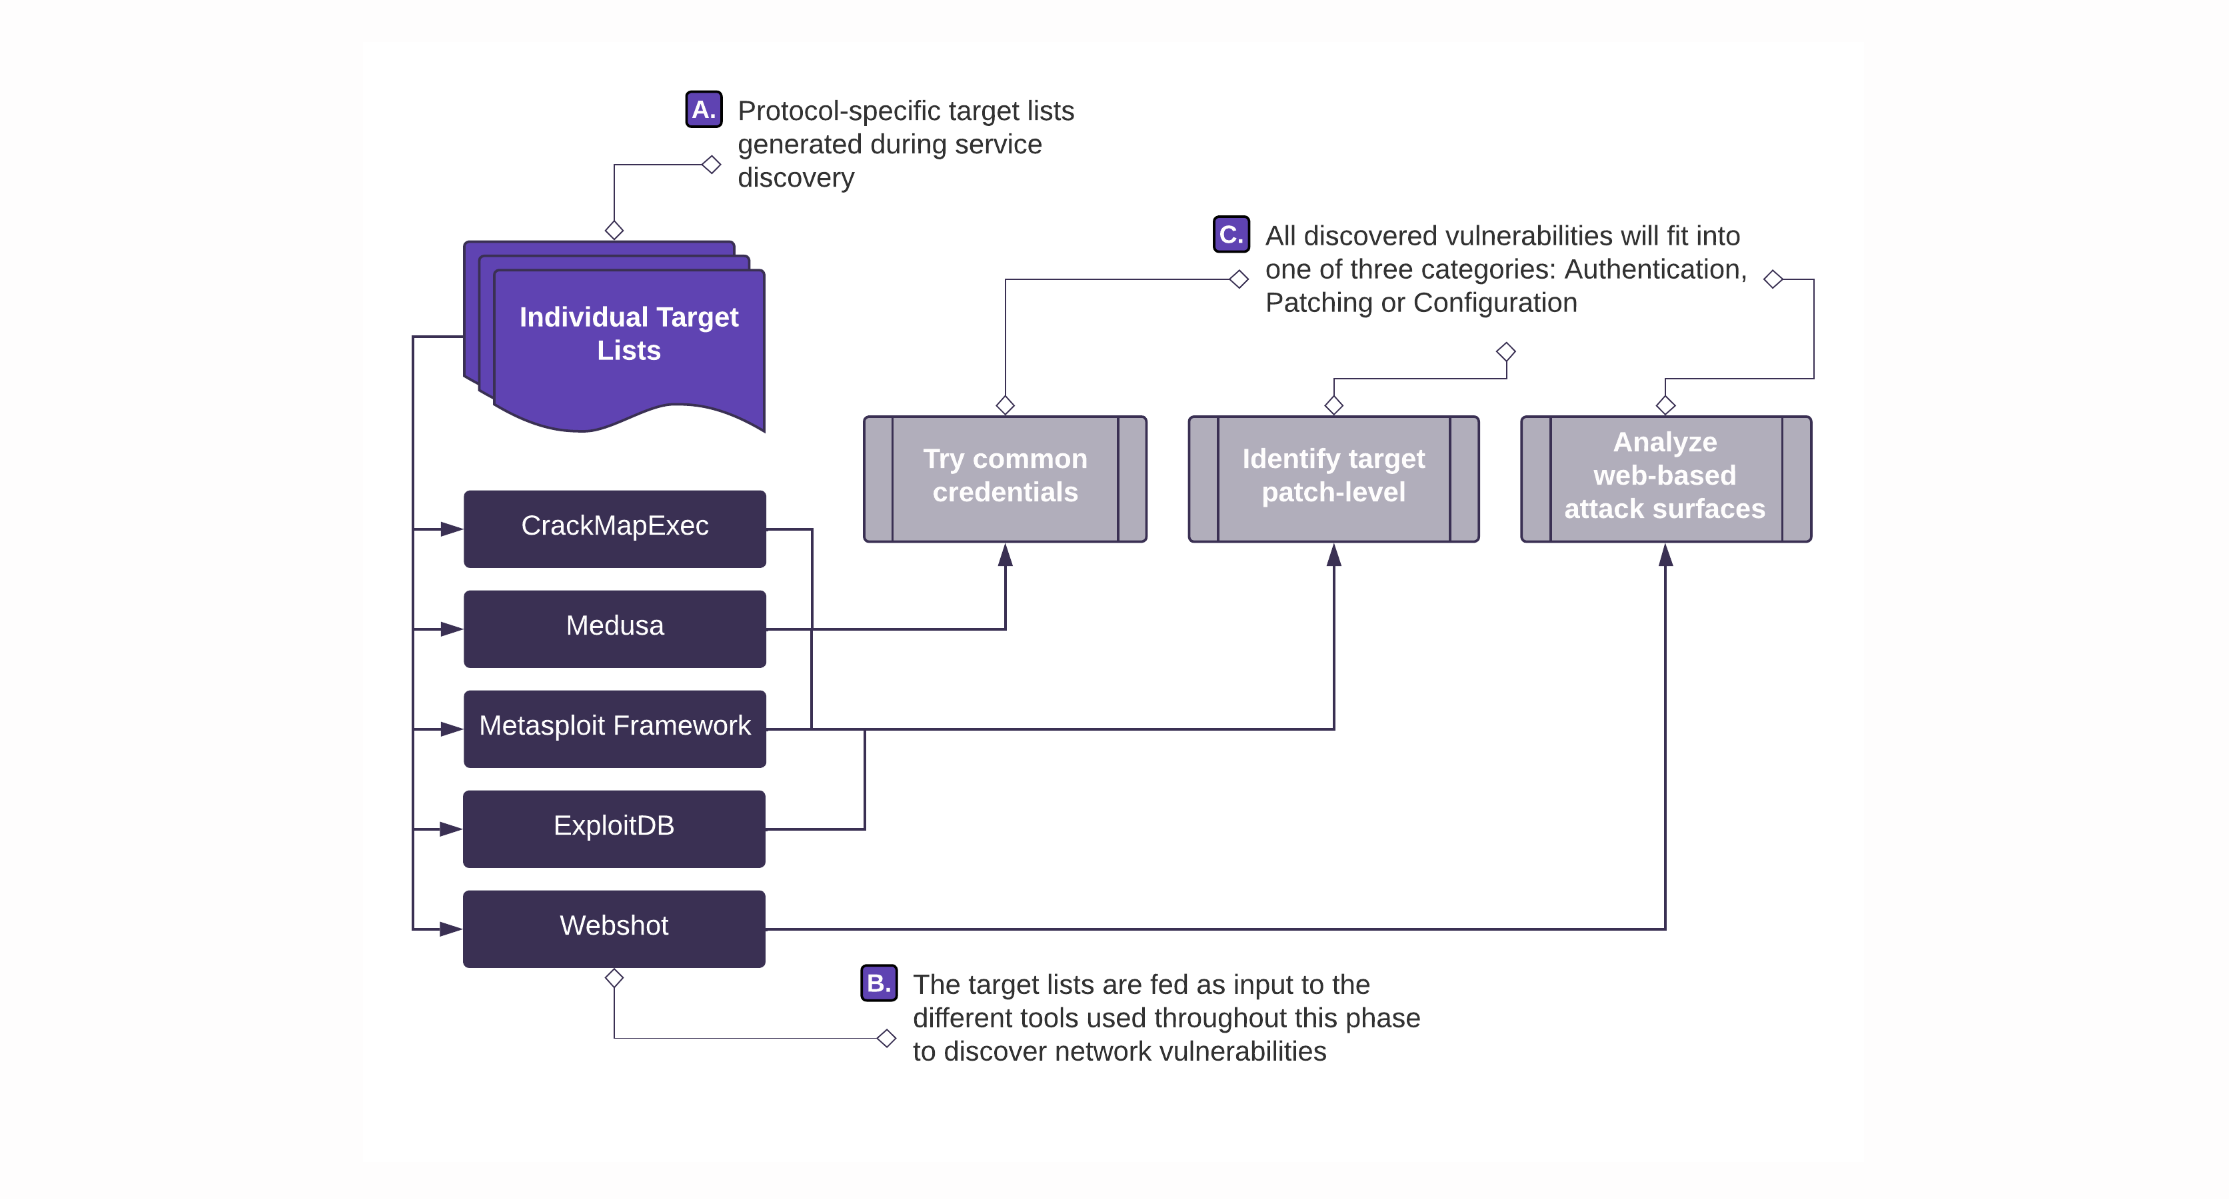 A.
Protocol-specific target lists
generated during service
discovery
C.
All discovered vulnerabilities will fit into
one of three categories: Authentication,
Patching or Configuration
Individual Target
Lists
Try common
credentials
Identify target
patch-level
Analyze
web-based
attack surfaces
CrackMapExec
Medusa
Metasploit Framework
ExploitDB
Webshot
B.
The target lists are fed as input to the
different tools used throughout this phase
to discover network vulnerabilities